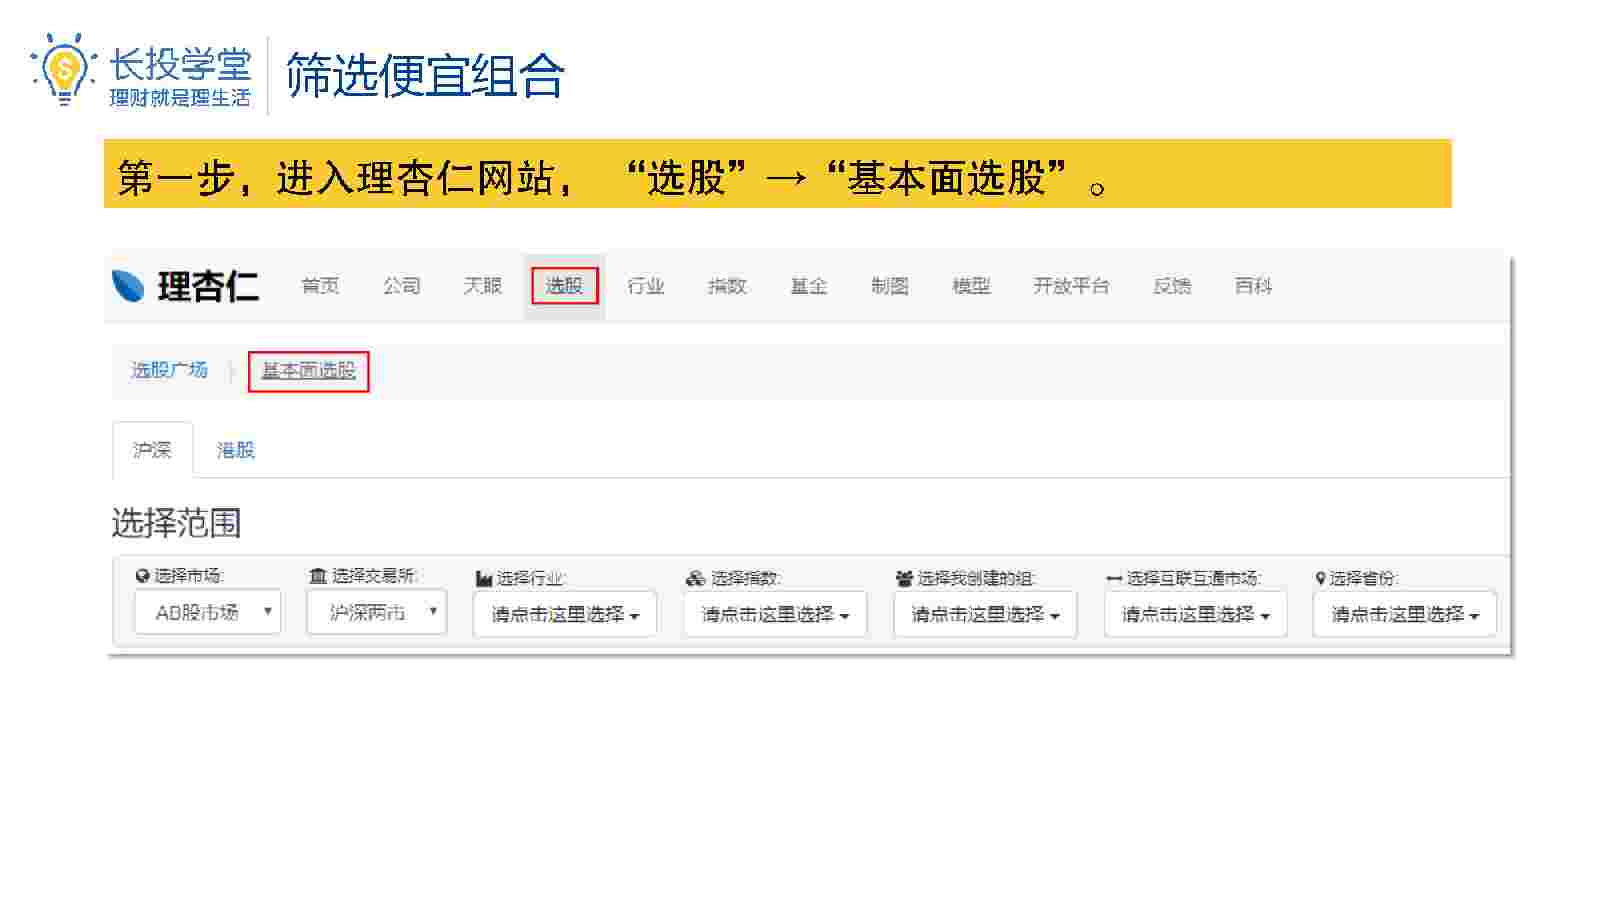 长投学堂
理财就是理生活
筛选便宜组合
第一步，进入理杏仁网站， “选股”→“基本面选股” 。
理杏仁 首页 公司 天眼 选股 行业 指数 基金 制图 模型 开放平台 反馈 百科
选股广场 基本面选股
沪深 港股
选择范围
选择市场: 选择交易所: 选择行业: 选择指数: 选择我创建的组: 选择互联互通市场: 选择省份:
AB股市场 沪深两市 请点击这里选择 请点击这里选择 请点击这里选择 请点击这里选择 请点击这里选择